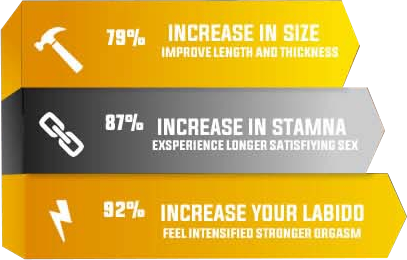 79% INCREASE IN SIZE
IMPROVE LENGTH AND THICKNESS
87% INCREASE IN STAMNA
EXSPERIENCE LONGER SATISFIYING SEX
92% INCREASE YOUR LABIDO
FEEL INTENSIFIED STRONGER ORGASM